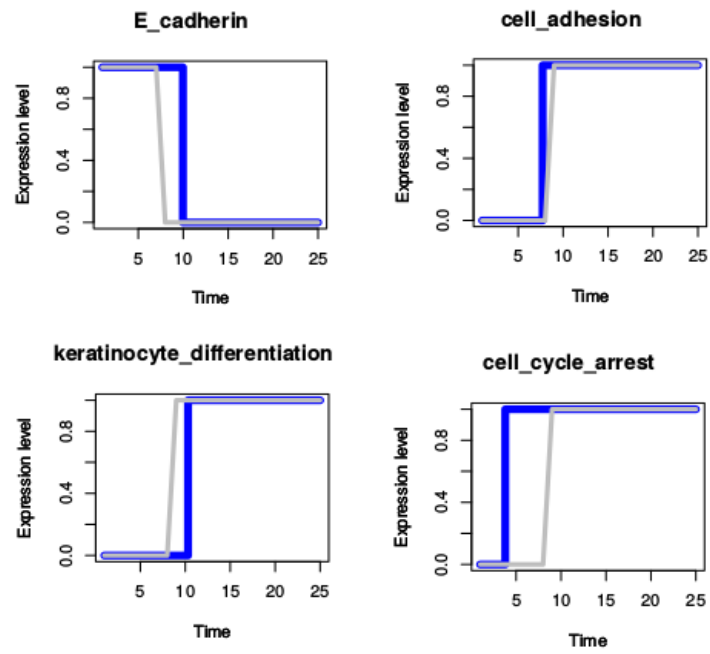 E_cadherin
Expression level
0.0 0.4 0.8
5 10 15 20 25
Time
cell_adhesion
Expression level
0.0 0.4 0.8
5 10 15 20 25
Time
keratinocyte_differentiation
Expression level
0.0 0.4 0.8
5 10 15 20 25
Time
cell_cycle_arrest
Expression level
0.0 0.4 0.8
5 10 15 20 25
Time